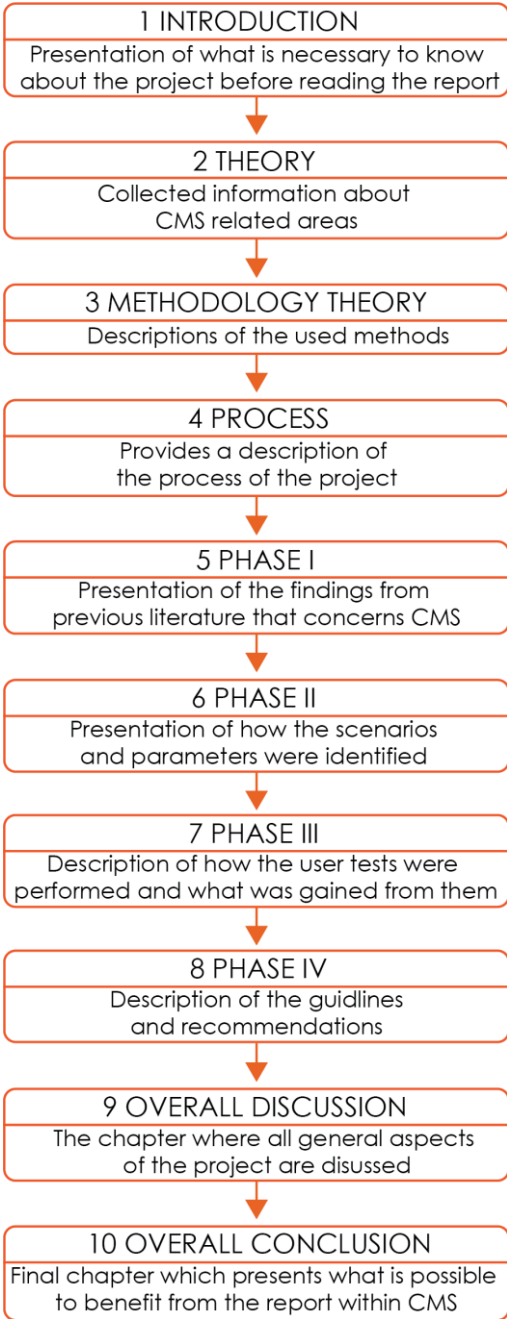 1 INTRODUCTION
Presentation of what is necessary to know
about the project before reading the report
2 THEORY
Collected information about
CMS related areas
3 METHODOLOGY THEORY
Descriptions of the used methods
4 PROCESS
Provides a description of
the process of the project
5 PHASE I
Presentation of the findings from
previous literature that concerns CMS
6 PHASE II
Presentation of how the scenarios
and parameters were identified
7 PHASE III
Description of how the user tests were
performed and what was gained from them
8 PHASE IV
Description of the guidlines
and recommendations
9 OVERALL DISCUSSION
The chapter where all general aspects
of the project are disussed
10 OVERALL CONCLUSION
Final chapter which presents what is possible
to benefit from the report within CMS